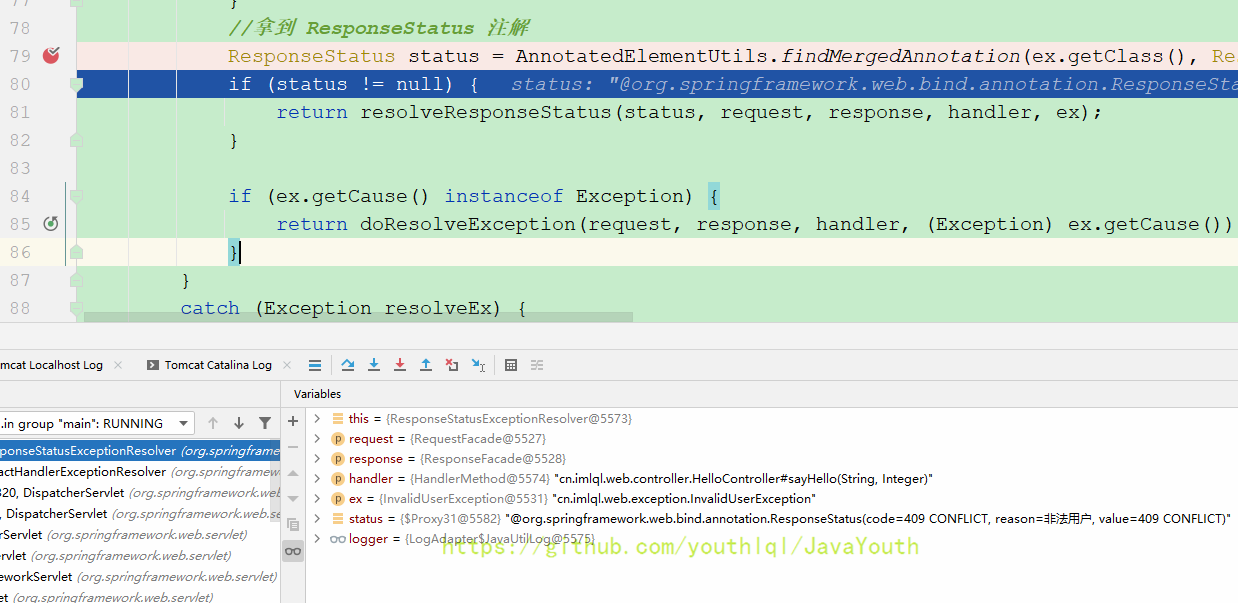 77 }
78 //拿到 ResponseStatus 注解
79 ResponseStatus status = AnnotatedElementUtils.findMergedAnnotation(ex.getClass(), Re
80 if (status != null) { status: "@org.springframework.web.bind.annotation.ResponseSta
81 return resolveResponseStatus(status, request, response, handler, ex);
82 }
83
84 if (ex.getCause() instanceof Exception) {
85 return doResolveException(request, response, handler, (Exception) ex.getCause())
86 }
87 }
88 catch (Exception resolveEx) {
mcat Localhost Log × Tomcat Catalina Log ×
Variables
.in group "main": RUNNING
ponseStatusExceptionResolver (org.springframe
actHandlerExceptionResolver (org.springframew
320, DispatcherServlet (org.springframework.web
, DispatcherServlet (org.springframework.web.se
rServlet (org.springframework.web.servlet)
ervlet (org.springframework.web.servlet)
eworkServlet (org.springframework.web.servlet)
et (org.springframework.web.servlet)
this = {ResponseStatusExceptionResolver@5573}
request = {RequestFacade@5527}
response = {ResponseFacade@5528}
handler = {HandlerMethod@5574} "cn.imlql.web.controller.HelloController#sayHello(String, Integer)"
ex = {InvalidUserException@5531} "cn.imlql.web.exception.InvalidUserException"
status = {$Proxy31@5582} "@org.springframework.web.bind.annotation.ResponseStatus(code=409 CONFLICT, reason=非法用户, value=409 CONFLICT)"
logger = {LogAdapter$JavaUtilLog@5575}
https://github.com/youthlql/JavaYouth